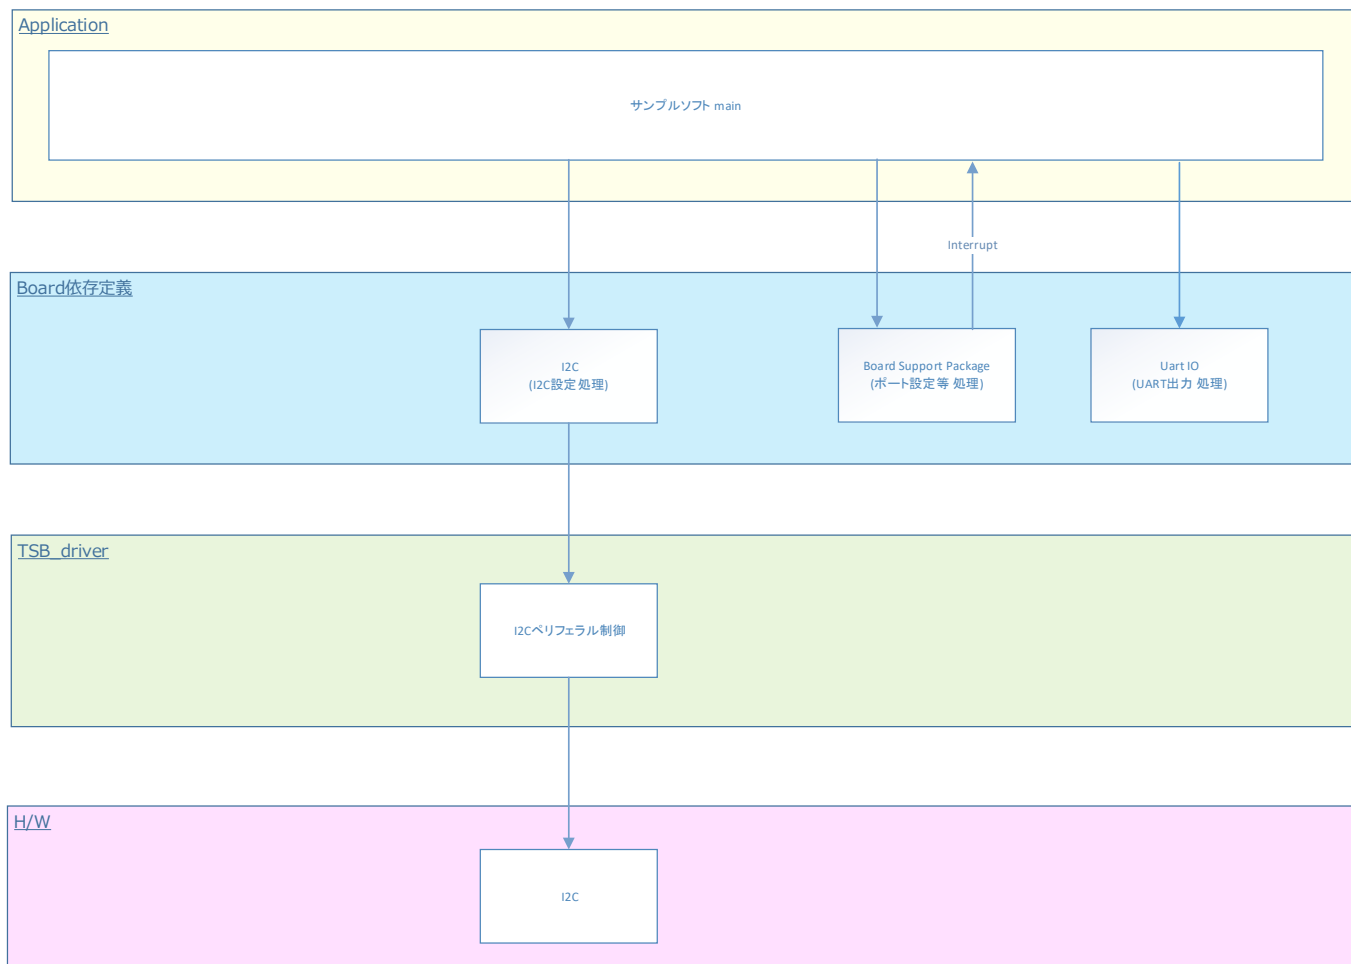 Application
サンプルソフト main
Interrupt
Board依存定義
I2C
(I2C設定 処理)
Board Support Package
(ポート設定等 処理)
Uart IO
(UART出力 処理)
TSB_driver
I2Cペリフェラル制御
H/W
I2C